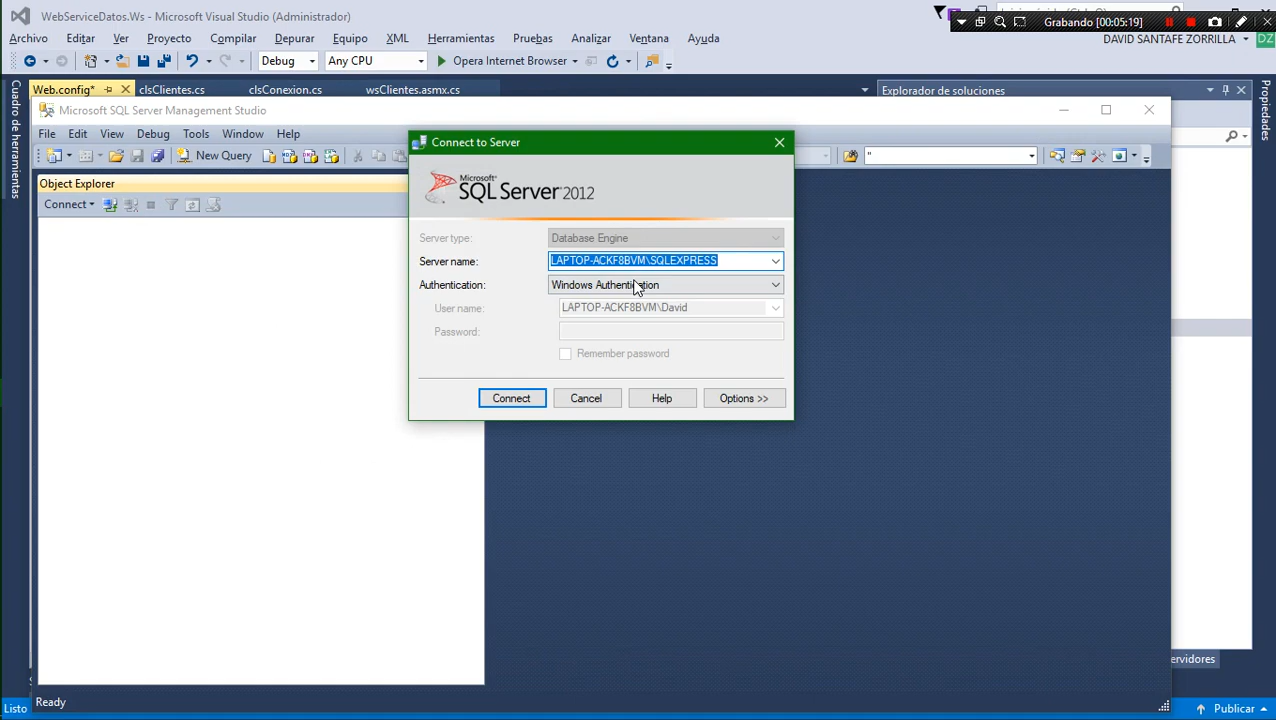 WebServiceDatos.Ws - Microsoft Visual Studio (Administrador)
Grabando [00:05:19]
Archivo Editar Ver Proyecto Compilar Depurar Equipo XML Herramientas Pruebas Analizar Ventana Ayuda
DAVID SANTAFE ZORRILLA DZ
Debug Any CPU Opera Internet Browser
Cuadro de herramientas
Web.config* clsClientes.cs clsConexion.cs wsClientes.asmx.cs
Explorador de soluciones
Propiedades
Microsoft SQL Server Management Studio
File Edit View Debug Tools Window Help
New Query
Object Explorer
Connect
Connect to Server
Microsoft
SQL Server 2012
Server type: Database Engine
Server name: LAPTOP-ACKF8BVM\SQLEXPRESS
Authentication: Windows Authentication
User name: LAPTOP-ACKF8BVM\David
Password:
Remember password
Connect Cancel Help Options >>
ervidores
Ready
Listo
Publicar